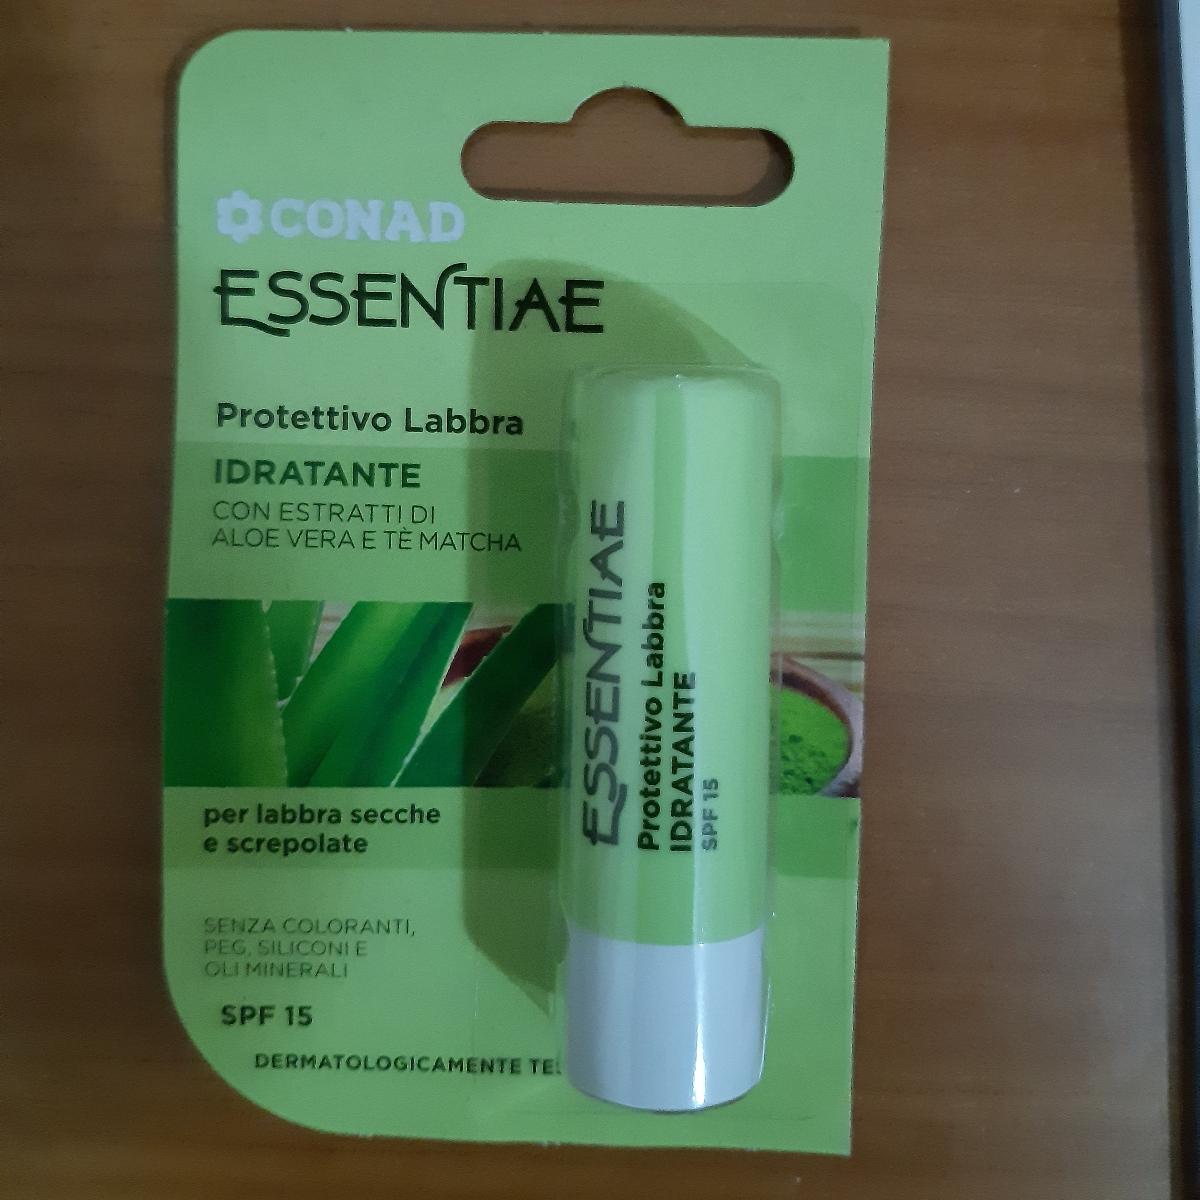 CONAD
ESSENTIAE
Protettivo Labbra
IDRATANTE
CON ESTRATTI DI
ALOE VERA E TÈ MATCHA
per labbra secche
e screpolate
SENZA COLORANTI,
PEG, SILICONI E
OLI MINERALI
SPF 15
DERMATOLOGICAMENTE
ESSENTIAE
Protettivo Labbra
IDRATANTE
SPF 15